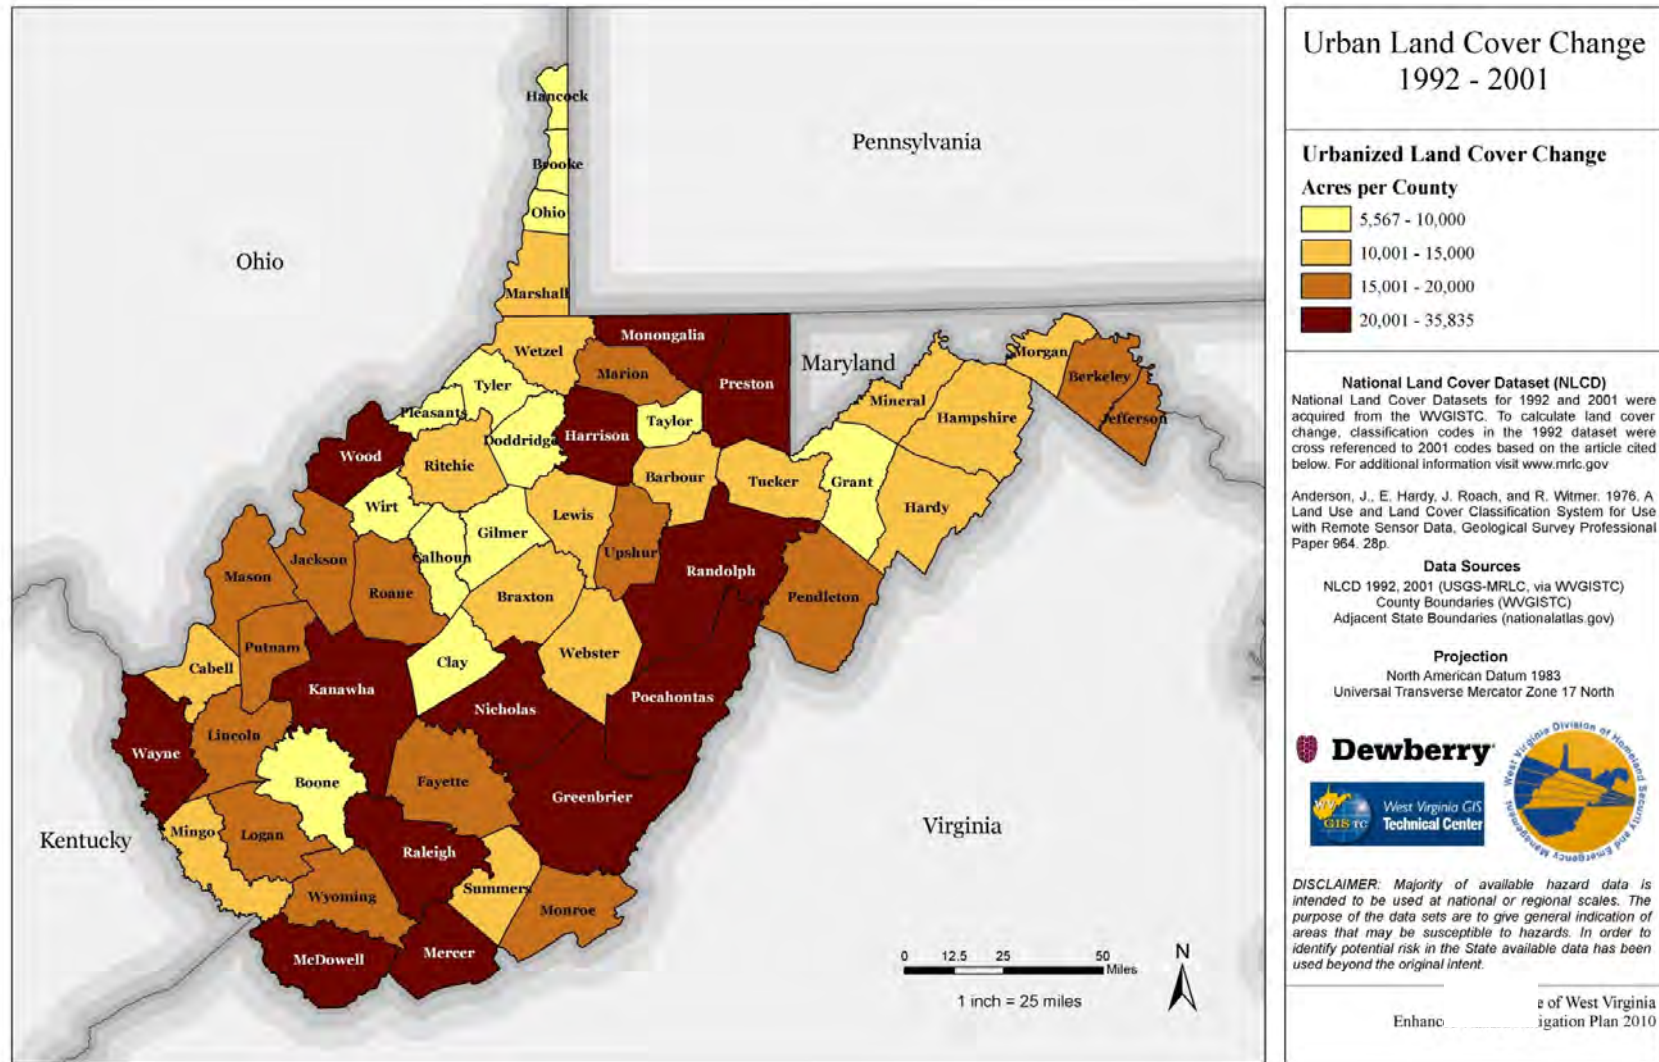 Urban Land Cover Change
1992 - 2001
Urbanized Land Cover Change
Acres per County
5,567 - 10,000
10,001 - 15,000
15,001 - 20,000
20,001 - 35,835
National Land Cover Dataset (NLCD)
National Land Cover Datasets for 1992 and 2001 were
acquired from the WVGISTC. To calculate land cover
change, classification codes in the 1992 dataset were
cross referenced to 2001 codes based on the article cited
below. For additional information visit www.mrlc.gov
Anderson, J., E. Hardy, J. Roach, and R. Witmer. 1976. A
Land Use and Land Cover Classification System for Use
with Remote Sensor Data, Geological Survey Professional
Paper 964. 28p.
Data Sources
NLCD 1992, 2001 (USGS-MRLC, via WVGISTC)
County Boundaries (WVGISTC)
Adjacent State Boundaries (nationalatlas.gov)
Projection
North American Datum 1983
Universal Transverse Mercator Zone 17 North
Dewberry
WV
GIS TC
West Virginia GIS
Technical Center
West Virginia Division of Homeland Security and Emergency Management
DISCLAIMER: Majority of available hazard data is
intended to be used at national or regional scales. The
purpose of the data sets are to give general indication of
areas that may be susceptible to hazards. In order to
identify potential risk in the State available data has been
used beyond the original intent.
e of West Virginia
Enhanc igation Plan 2010
Pennsylvania
Ohio
Maryland
Virginia
Kentucky
Hancock
Brooke
Ohio
Marshall
Wetzel
Monongalia
Marion
Preston
Tyler
Pleasants
Doddridge
Harrison
Taylor
Wood
Ritchie
Barbour
Tucker
Grant
Mineral
Hampshire
Morgan
Berkeley
Jefferson
Hardy
Wirt
Calhoun
Gilmer
Lewis
Upshur
Randolph
Pendleton
Mason
Jackson
Roane
Braxton
Webster
Putnam
Cabell
Clay
Kanawha
Nicholas
Pocahontas
Wayne
Lincoln
Boone
Fayette
Greenbrier
Mingo
Logan
Raleigh
Wyoming
Summers
Monroe
McDowell
Mercer
0 12.5 25 50
Miles
1 inch = 25 miles
N